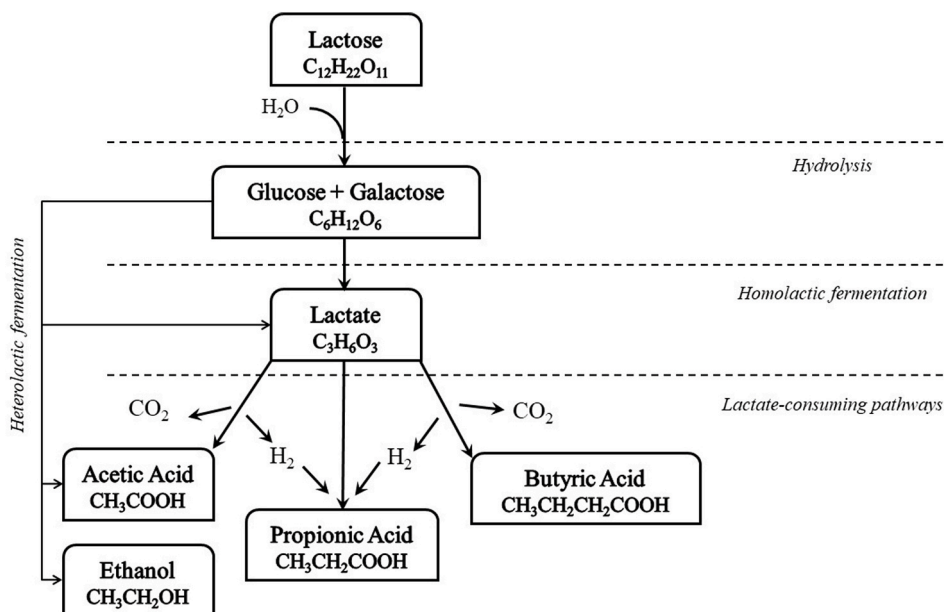 Lactose
C₁₂H₂₂O₁₁
H₂O
Hydrolysis
Glucose + Galactose
C₆H₁₂O₆
Heterolactic fermentation
Homolactic fermentation
Lactate
C₃H₆O₃
Lactate-consuming pathways
CO₂
CO₂
H₂
H₂
Acetic Acid
CH₃COOH
Butyric Acid
CH₃CH₂CH₂COOH
Propionic Acid
CH₃CH₂COOH
Ethanol
CH₃CH₂OH